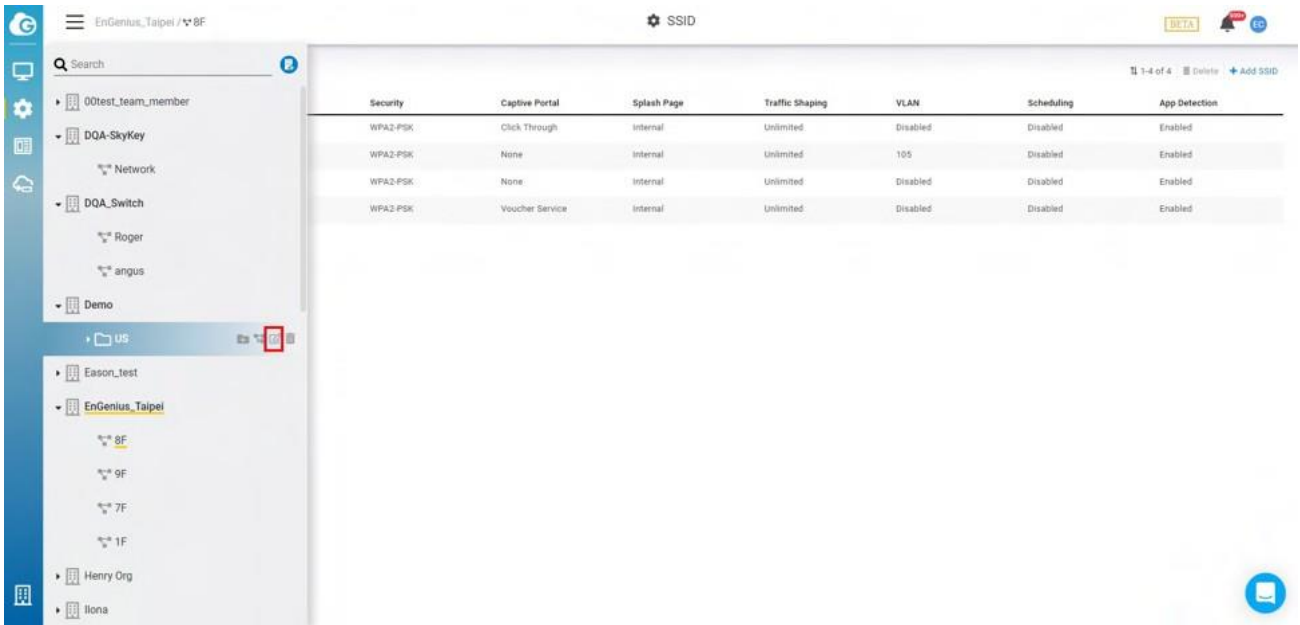 EnGenius_Taipei / 8F
SSID
BETA
EC
Search
1-4 of 4 Delete + Add SSID
00test_team_member
DQA-SkyKey
Network
DQA_Switch
Roger
angus
Demo
US
Eason_test
EnGenius_Taipei
8F
9F
7F
1F
Henry Org
Ilona
Security Captive Portal Splash Page Traffic Shaping VLAN Scheduling App Detection
WPA2-PSK Click Through Internal Unlimited Disabled Disabled Enabled
WPA2-PSK None Internal Unlimited 105 Disabled Enabled
WPA2-PSK None Internal Unlimited Disabled Disabled Enabled
WPA2-PSK Voucher Service Internal Unlimited Disabled Disabled Enabled